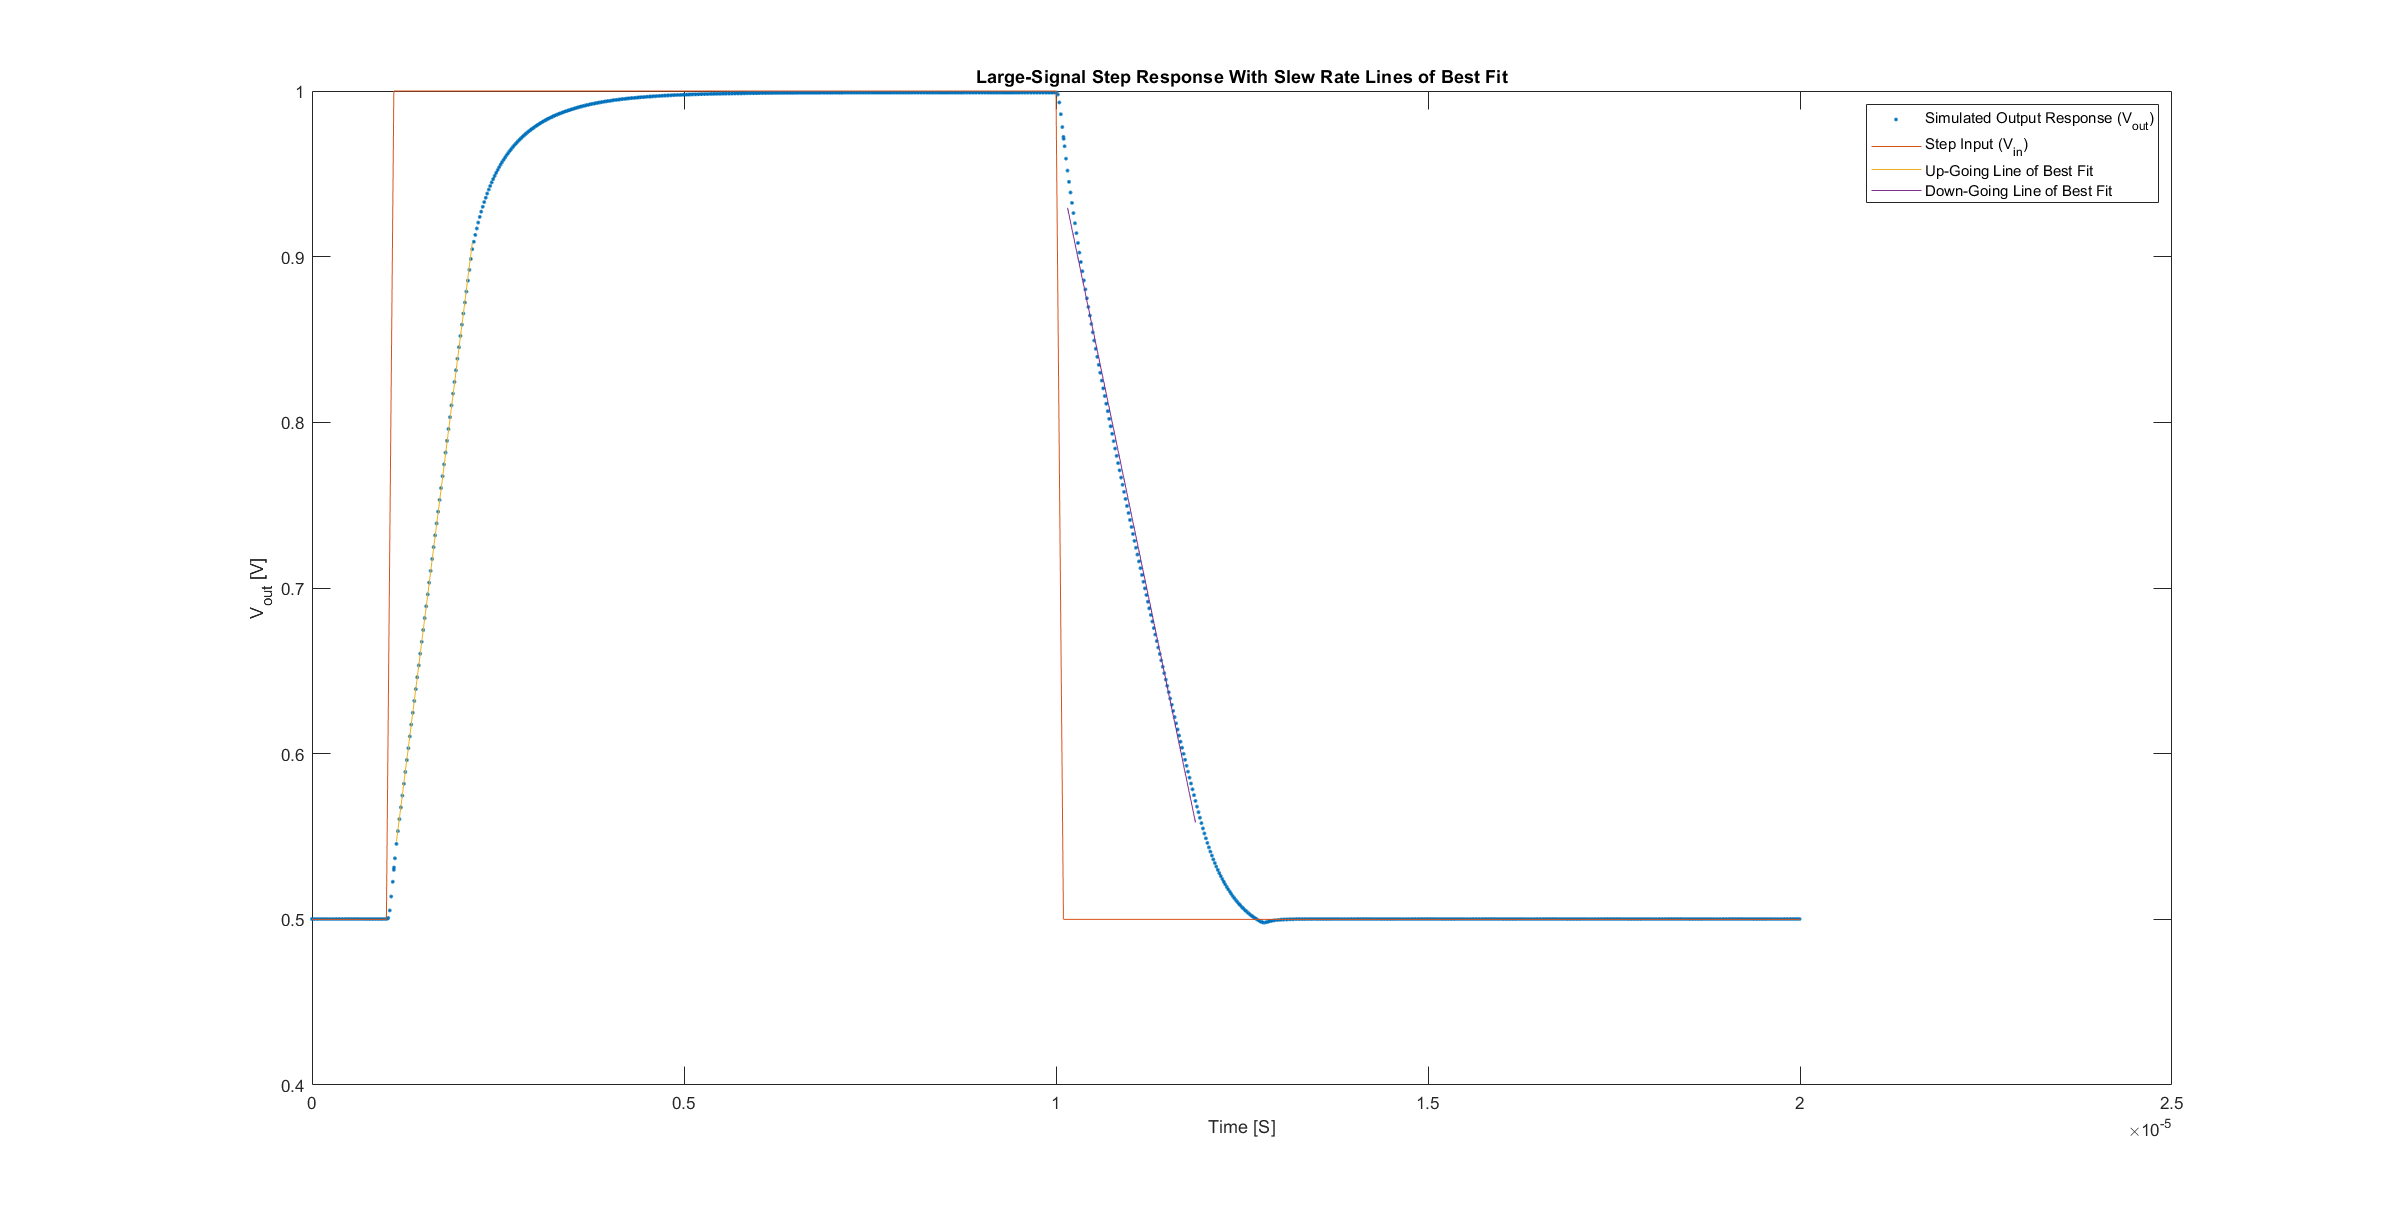 Large-Signal Step Response With Slew Rate Lines of Best Fit
1
0.9
0.8
0.7
0.6
0.5
0.4
V_out [V]
Simulated Output Response (V_out)
Step Input (V_in)
Up-Going Line of Best Fit
Down-Going Line of Best Fit
0 0.5 1 1.5 2 2.5
×10^-5
Time [S]